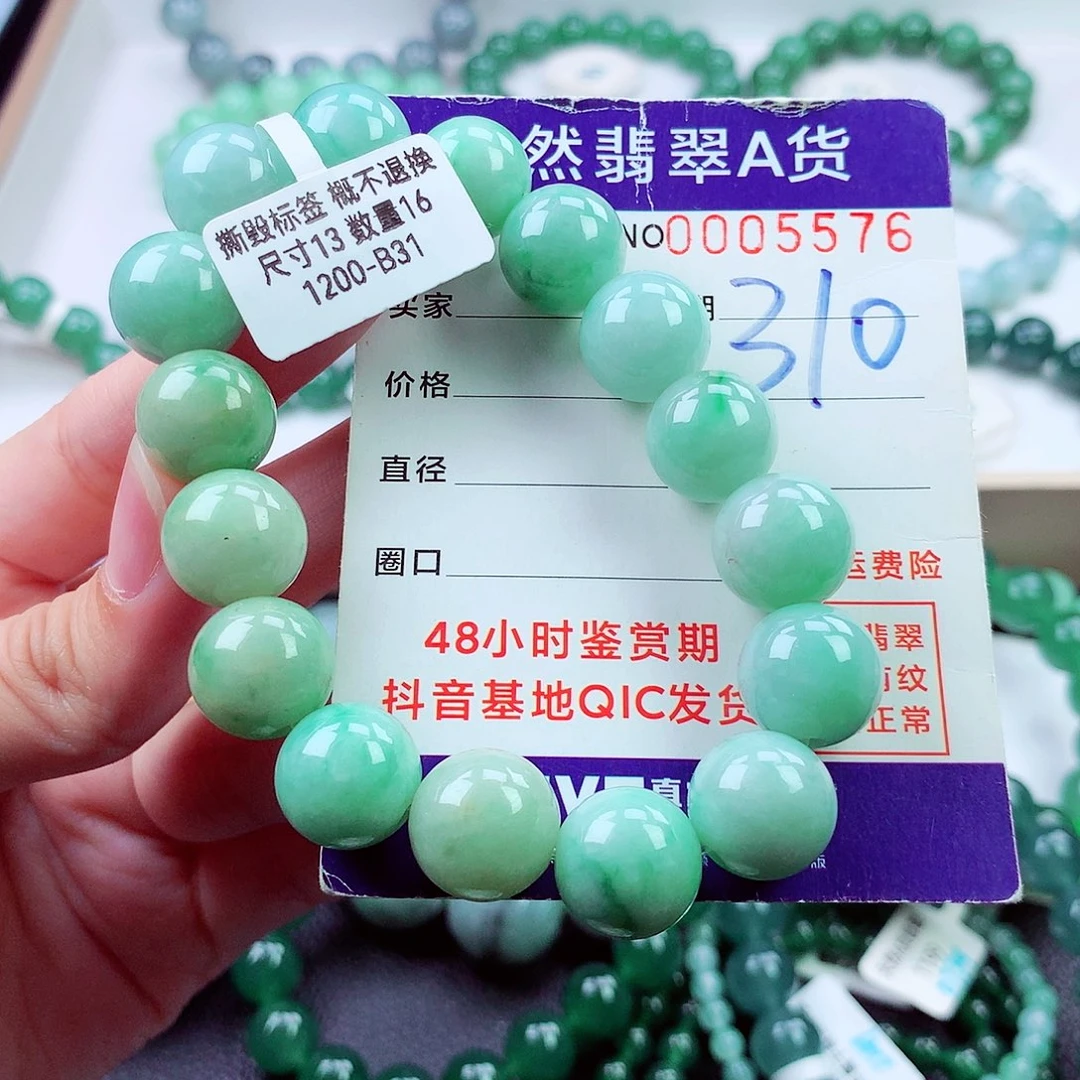 然翡翠A货
NO0005576
撕毁标签 概不退换
尺寸13 数量16
1200-B31
买家
期
310
价格
直径
圈口
运费险
48小时鉴赏期
抖音基地QIC发货
翡翠
纹
正常
真
版